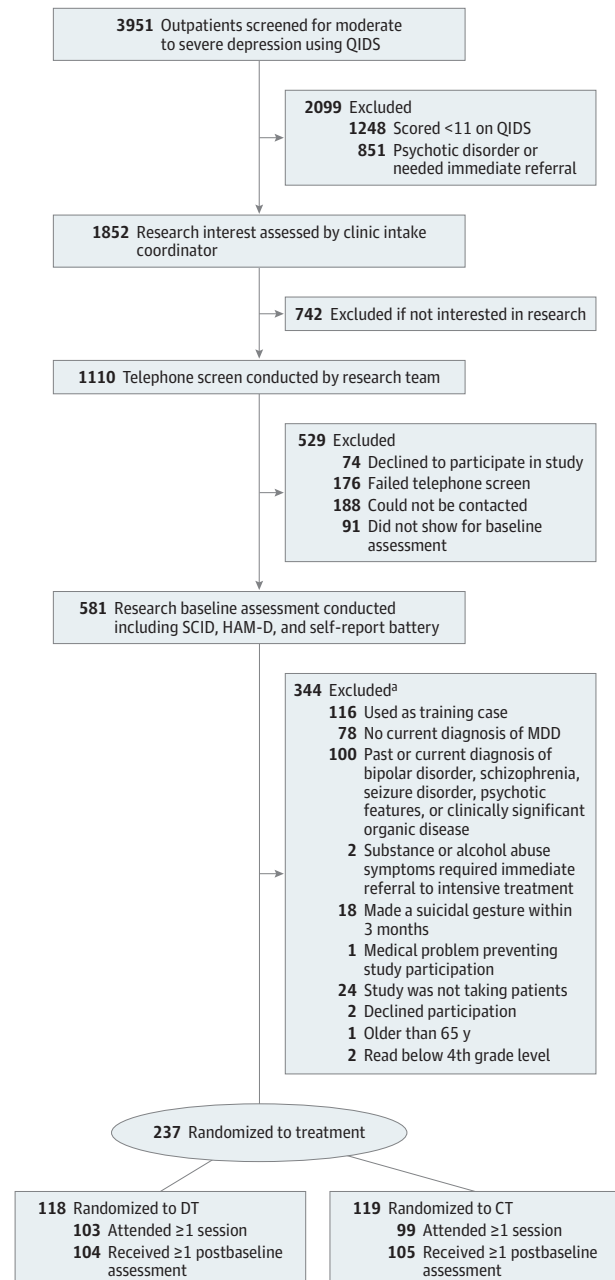 3951 Outpatients screened for moderate
to severe depression using QIDS
2099 Excluded
1248 Scored <11 on QIDS
851 Psychotic disorder or
needed immediate referral
1852 Research interest assessed by clinic intake
coordinator
742 Excluded if not interested in research
1110 Telephone screen conducted by research team
529 Excluded
74 Declined to participate in study
176 Failed telephone screen
188 Could not be contacted
91 Did not show for baseline
assessment
581 Research baseline assessment conducted
including SCID, HAM-D, and self-report battery
344 Excludedᵃ
116 Used as training case
78 No current diagnosis of MDD
100 Past or current diagnosis of
bipolar disorder, schizophrenia,
seizure disorder, psychotic
features, or clinically significant
organic disease
2 Substance or alcohol abuse
symptoms required immediate
referral to intensive treatment
18 Made a suicidal gesture within
3 months
1 Medical problem preventing
study participation
24 Study was not taking patients
2 Declined participation
1 Older than 65 y
2 Read below 4th grade level
237 Randomized to treatment
118 Randomized to DT
103 Attended ≥1 session
104 Received ≥1 postbaseline
assessment
119 Randomized to CT
99 Attended ≥1 session
105 Received ≥1 postbaseline
assessment